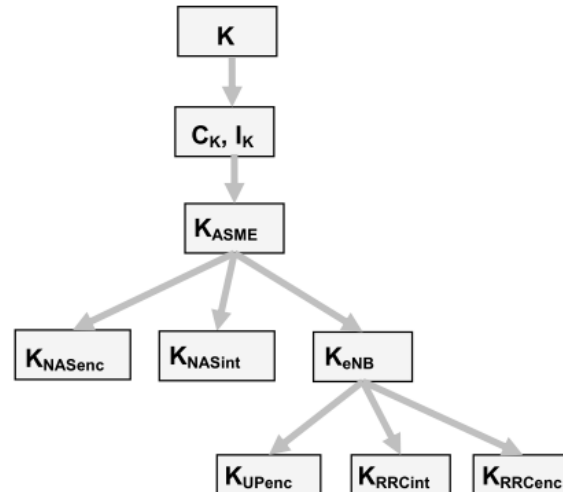 K
CK, IK
KASME
KNASenc KNASint KeNB
KUPenc KRRCint KRRCenc